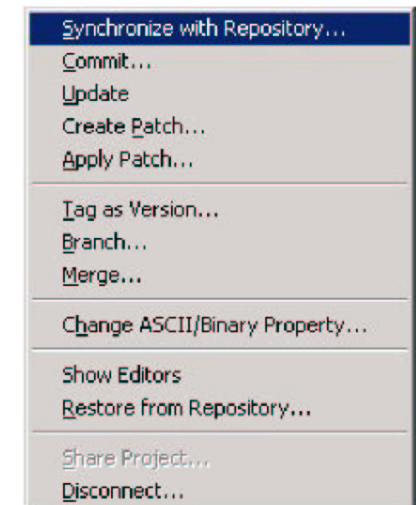 Synchronize with Repository...
Commit...
Update
Create Patch...
Apply Patch...
Tag as Version...
Branch...
Merge...
Change ASCII/Binary Property...
Show Editors
Restore from Repository...
Share Project...
Disconnect...